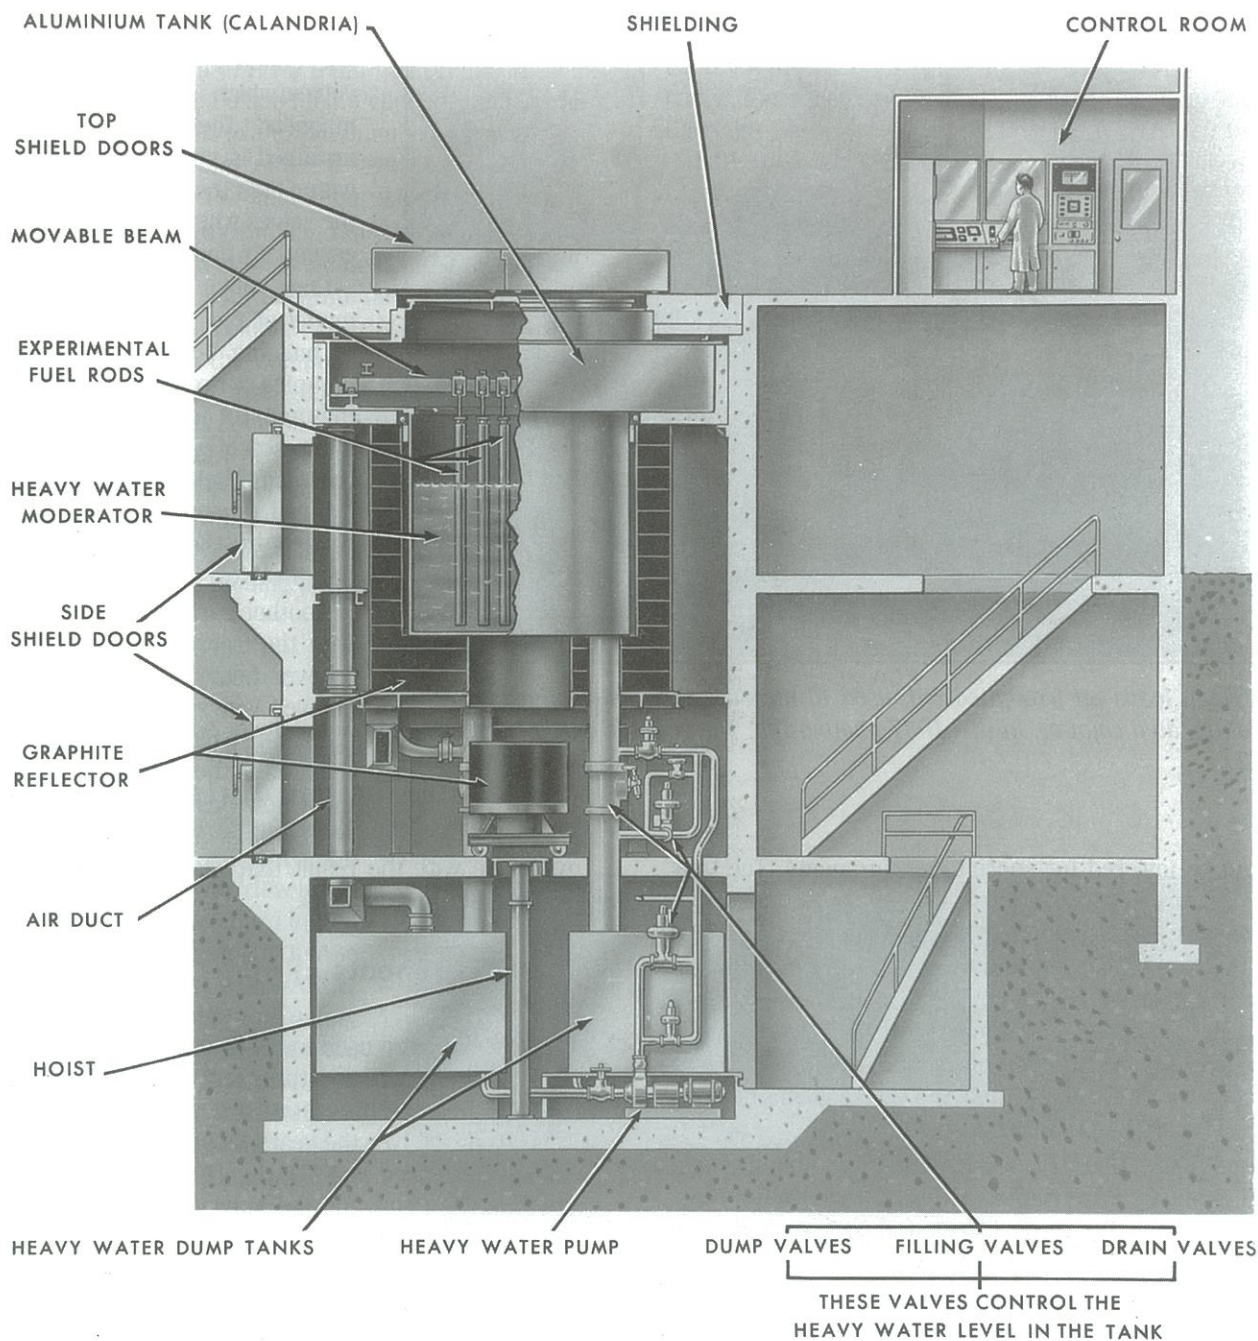 ALUMINIUM TANK (CALANDRIA)
SHIELDING
CONTROL ROOM
TOP
SHIELD DOORS
MOVABLE BEAM
EXPERIMENTAL
FUEL RODS
HEAVY WATER
MODERATOR
SIDE
SHIELD DOORS
GRAPHITE
REFLECTOR
AIR DUCT
HOIST
HEAVY WATER DUMP TANKS
HEAVY WATER PUMP
DUMP VALVES
FILLING VALVES
DRAIN VALVES
THESE VALVES CONTROL THE
HEAVY WATER LEVEL IN THE TANK